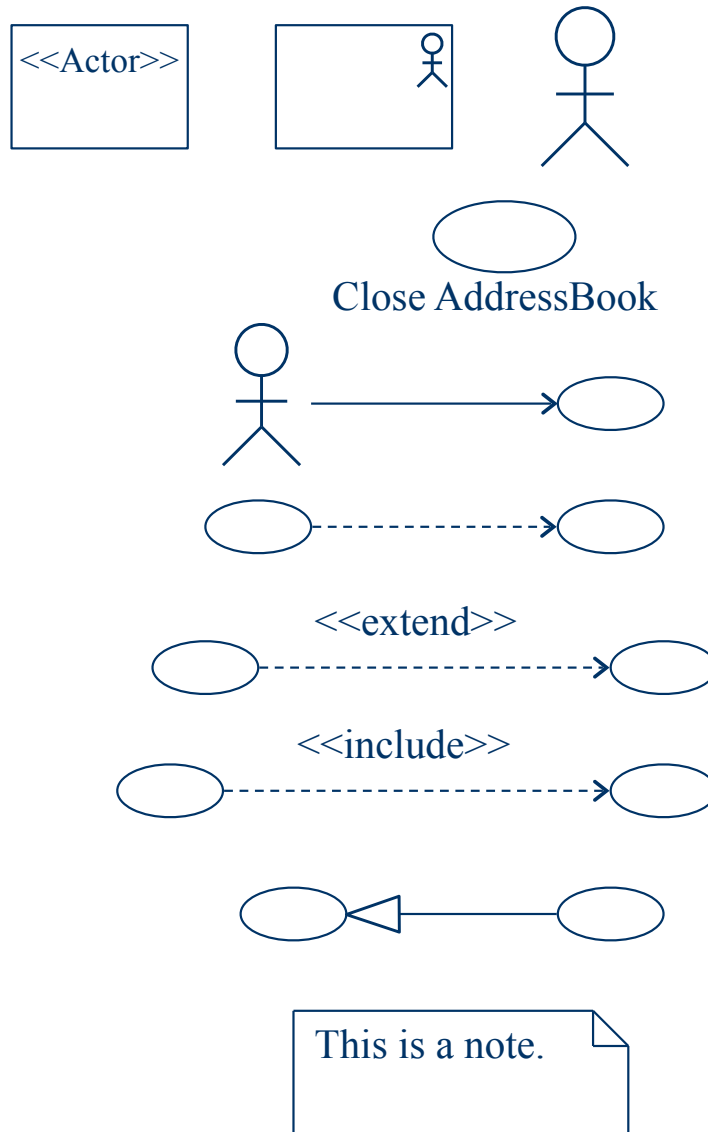 <<Actor>>
Close AddressBook
<<extend>>
<<include>>
This is a note.